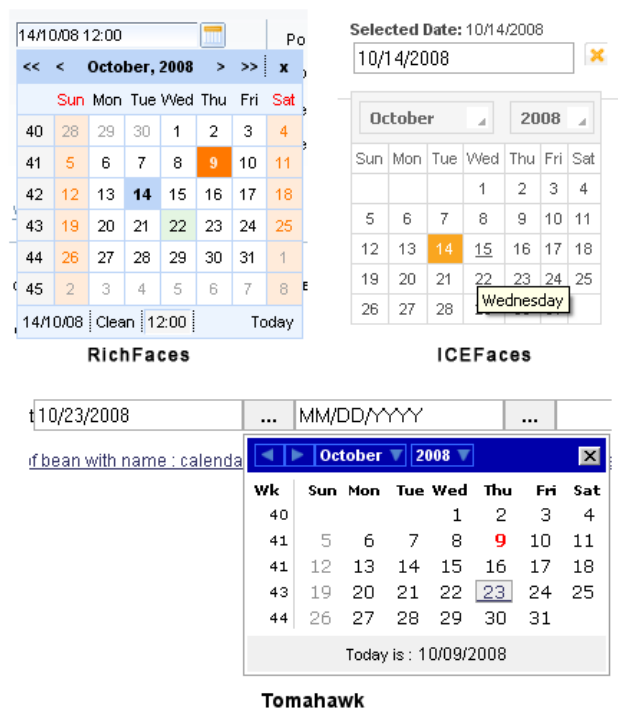 14/10/08 12:00
Po
<< < October, 2008 > >> x
Sun Mon Tue Wed Thu Fri Sat
40 28 29 30 1 2 3 4
41 5 6 7 8 9 10 11
42 12 13 14 15 16 17 18
43 19 20 21 22 23 24 25
44 26 27 28 29 30 31 1
45 2 3 4 5 6 7 8
14/10/08 Clean 12:00 Today
RichFaces
Selected Date: 10/14/2008
10/14/2008
October 2008
Sun Mon Tue Wed Thu Fri Sat
1 2 3 4
5 6 7 8 9 10 11
12 13 14 15 16 17 18
19 20 21 22 23 24 25
Wednesday
26 27 28
ICEFaces
t 10/23/2008 ... MM/DD/YYYY ...
of bean with name : calenda
October 2008
Wk Sun Mon Tue Wed Thu Fri Sat
40 1 2 3 4
41 5 6 7 8 9 10 11
41 12 13 14 15 16 17 18
43 19 20 21 22 23 24 25
44 26 27 28 29 30 31
Today is : 10/09/2008
Tomahawk